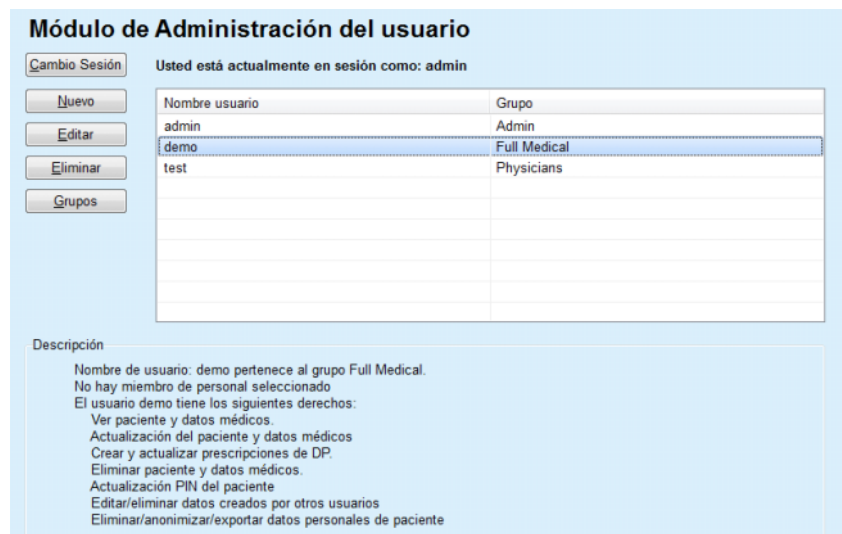 Módulo de Administración del usuario
Cambio Sesión
Usted está actualmente en sesión como: admin
Nuevo
Editar
Eliminar
Grupos
Nombre usuario Grupo
admin Admin
demo Full Medical
test Physicians
Descripción
Nombre de usuario: demo pertenece al grupo Full Medical.
No hay miembro de personal seleccionado
El usuario demo tiene los siguientes derechos:
Ver paciente y datos médicos.
Actualización del paciente y datos médicos
Crear y actualizar prescripciones de DP.
Eliminar paciente y datos médicos.
Actualización PIN del paciente
Editar/eliminar datos creados por otros usuarios
Eliminar/anonimizar/exportar datos personales de paciente